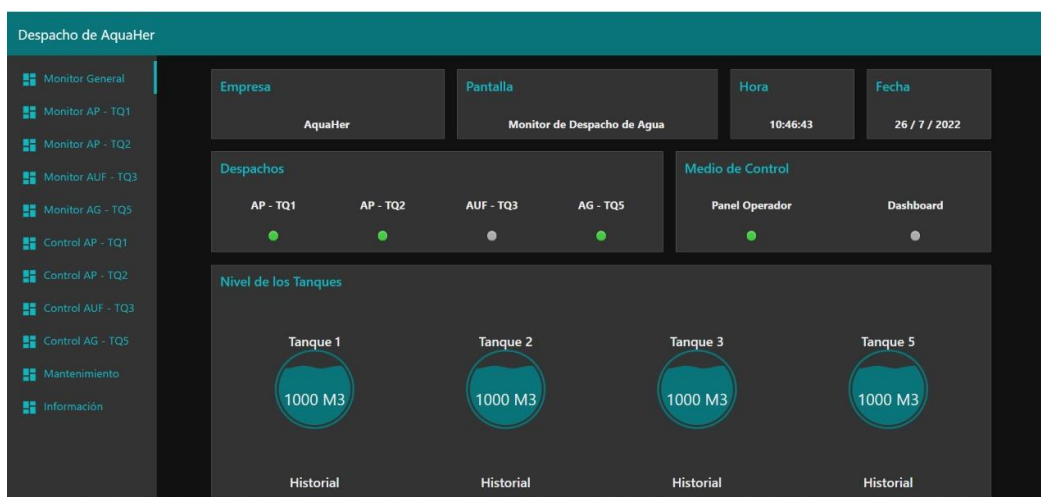 Despacho de AquaHer
Monitor General
Monitor AP - TQ1
Monitor AP - TQ2
Monitor AUF - TQ3
Monitor AG - TQ5
Control AP - TQ1
Control AP - TQ2
Control AUF - TQ3
Control AG - TQ5
Mantenimiento
Información
Empresa
AquaHer
Pantalla
Monitor de Despacho de Agua
Hora
10:46:43
Fecha
26 / 7 / 2022
Despachos
AP - TQ1 AP - TQ2 AUF - TQ3 AG - TQ5
Medio de Control
Panel Operador Dashboard
Nivel de los Tanques
Tanque 1 Tanque 2 Tanque 3 Tanque 5
1000 M3 1000 M3 1000 M3 1000 M3
Historial Historial Historial Historial